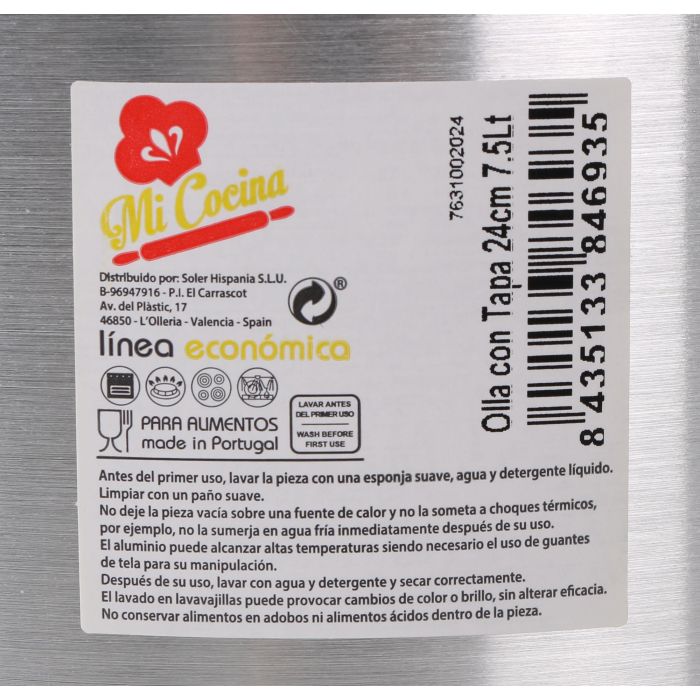 Mi Cocina
Distribuido por: Soler Hispania S.L.U.
B-96947916 - P.I. El Carrascot
Av. del Plàstic, 17
46850 - L'Olleria - Valencia - Spain
®
línea económica
PARA ALIMENTOS
made in Portugal
LAVAR ANTES
DEL PRIMER USO
WASH BEFORE
FIRST USE
7631002024
Olla con Tapa 24cm 7.5Lt
8 435133 846935
Antes del primer uso, lavar la pieza con una esponja suave, agua y detergente líquido.
Limpiar con un paño suave.
No deje la pieza vacía sobre una fuente de calor y no la someta a choques térmicos,
por ejemplo, no la sumerja en agua fría inmediatamente después de su uso.
El aluminio puede alcanzar altas temperaturas siendo necesario el uso de guantes
de tela para su manipulación.
Después de su uso, lavar con agua y detergente y secar correctamente.
El lavado en lavavajillas puede provocar cambios de color o brillo, sin alterar eficacia.
No conservar alimentos en adobos ni alimentos ácidos dentro de la pieza.